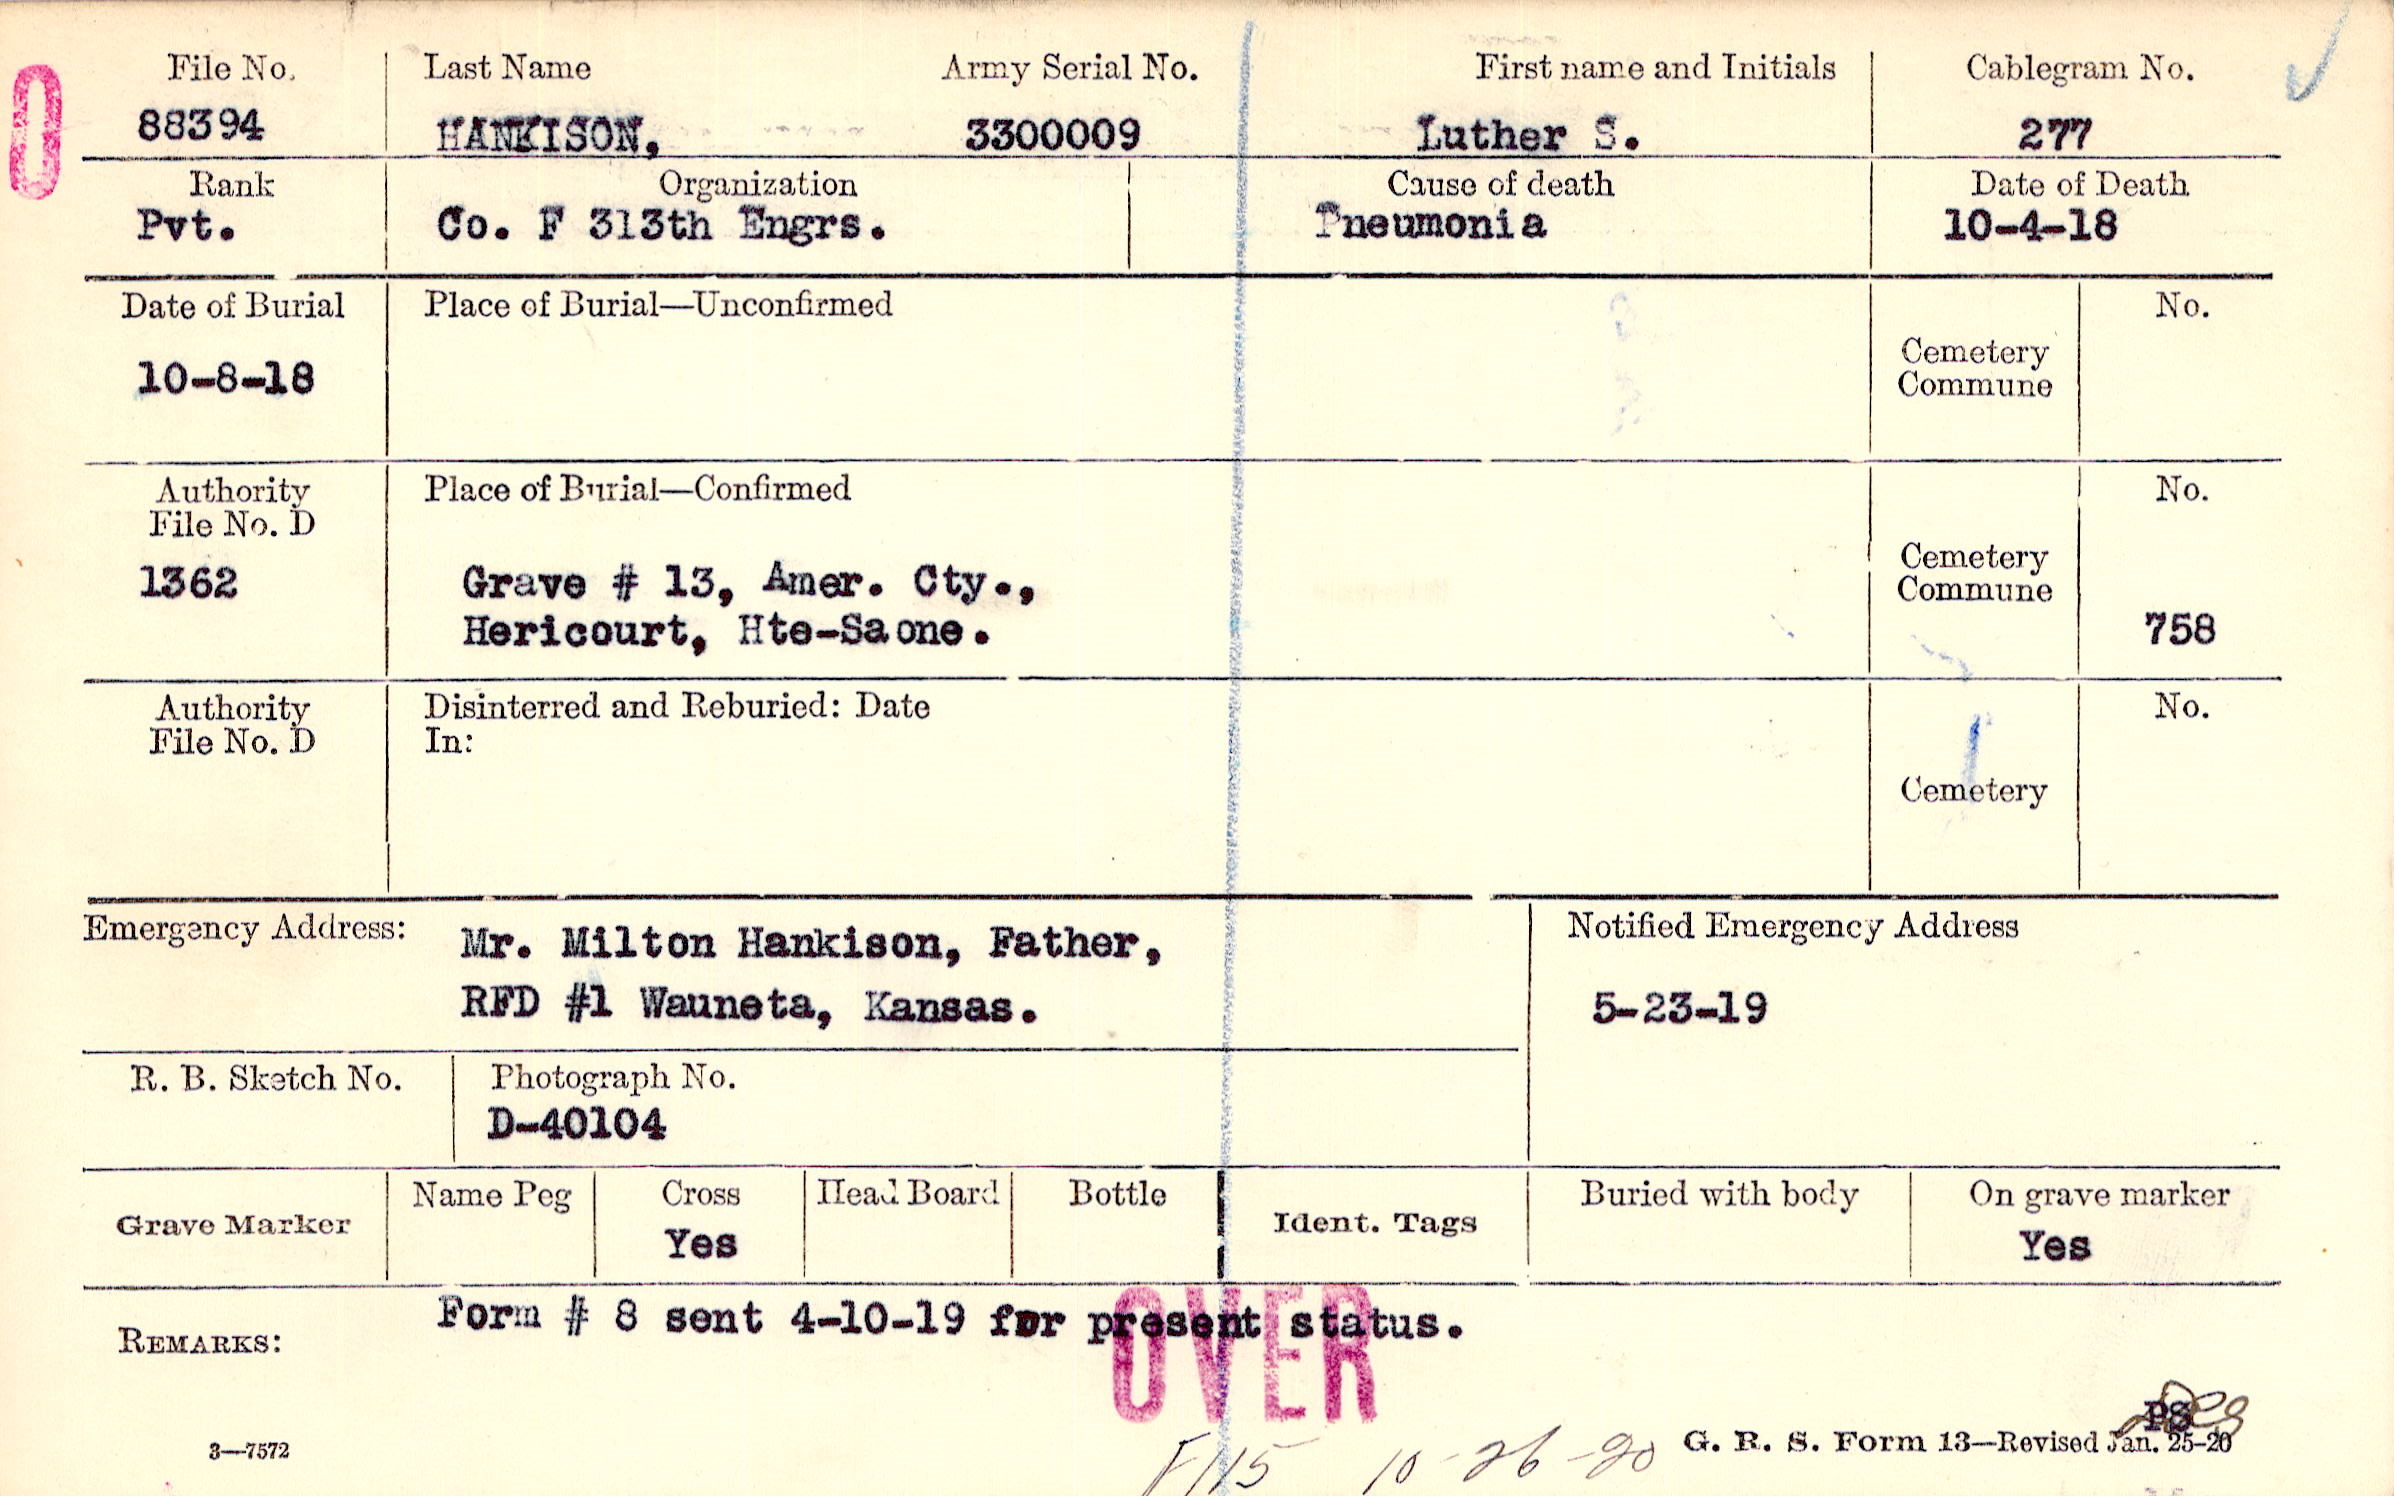 File No. Last Name Army Serial No. First name and Initials Cablegram No.
88394 HANKISON, 3300009 Luther S. 277
Rank Organization Cause of death Date of Death
Pvt. Co. F 313th Engrs. Pneumonia 10-4-18
Date of Burial Place of Burial—Unconfirmed No.
Cemetery
Commune
10-8-18
Authority Place of Burial—Confirmed No.
File No. D
Cemetery
Commune
1362 Grave # 13, Amer. Cty.,
Hericourt, Hte-Saone. 758
Authority Disinterred and Reburied: Date No.
File No. D In:
Cemetery
Emergency Address: Mr. Milton Hankison, Father, Notified Emergency Address
RFD #1 Wauneta, Kansas. 5-23-19
R. B. Sketch No. Photograph No.
D-40104
Grave Marker Name Peg Cross Head Board Bottle Ident. Tags Buried with body On grave marker
Yes Yes
REMARKS: Form # 8 sent 4-10-19 for present status.
OVER
PS
3—7572 10-26-20 G. R. S. Form 13—Revised Jan. 25-20